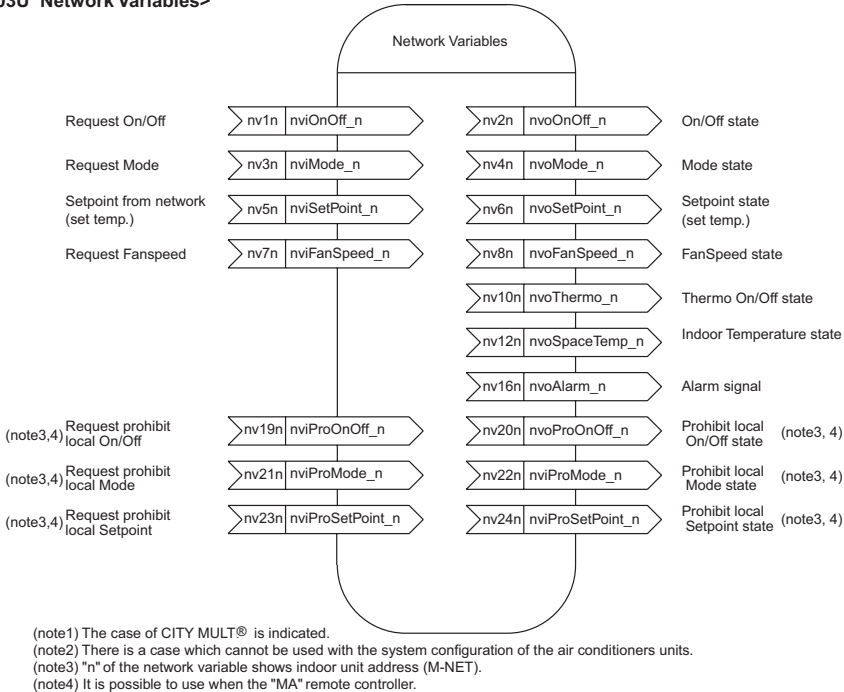 03U Network Variables>
Network Variables
Request On/Off nv1n nviOnOff_n nv2n nvoOnOff_n On/Off state
Request Mode nv3n nviMode_n nv4n nvoMode_n Mode state
Setpoint from network
(set temp.) nv5n nviSetPoint_n nv6n nvoSetPoint_n Setpoint state
(set temp.)
Request Fanspeed nv7n nviFanSpeed_n nv8n nvoFanSpeed_n FanSpeed state
nv10n nvoThermo_n Thermo On/Off state
nv12n nvoSpaceTemp_n Indoor Temperature state
nv16n nvoAlarm_n Alarm signal
(note3,4) Request prohibit
local On/Off nv19n nviProOnOff_n nv20n nvoProOnOff_n Prohibit local
On/Off state (note3, 4)
(note3,4) Request prohibit
local Mode nv21n nviProMode_n nv22n nviProMode_n Prohibit local
Mode state (note3, 4)
(note3,4) Request prohibit
local Setpoint nv23n nviProSetPoint_n nv24n nviProSetPoint_n Prohibit local
Setpoint state (note3, 4)
(note1) The case of CITY MULT® is indicated.
(note2) There is a case which cannot be used with the system configuration of the air conditioners units.
(note3) "n" of the network variable shows indoor unit address (M-NET).
(note4) It is possible to use when the "MA" remote controller.